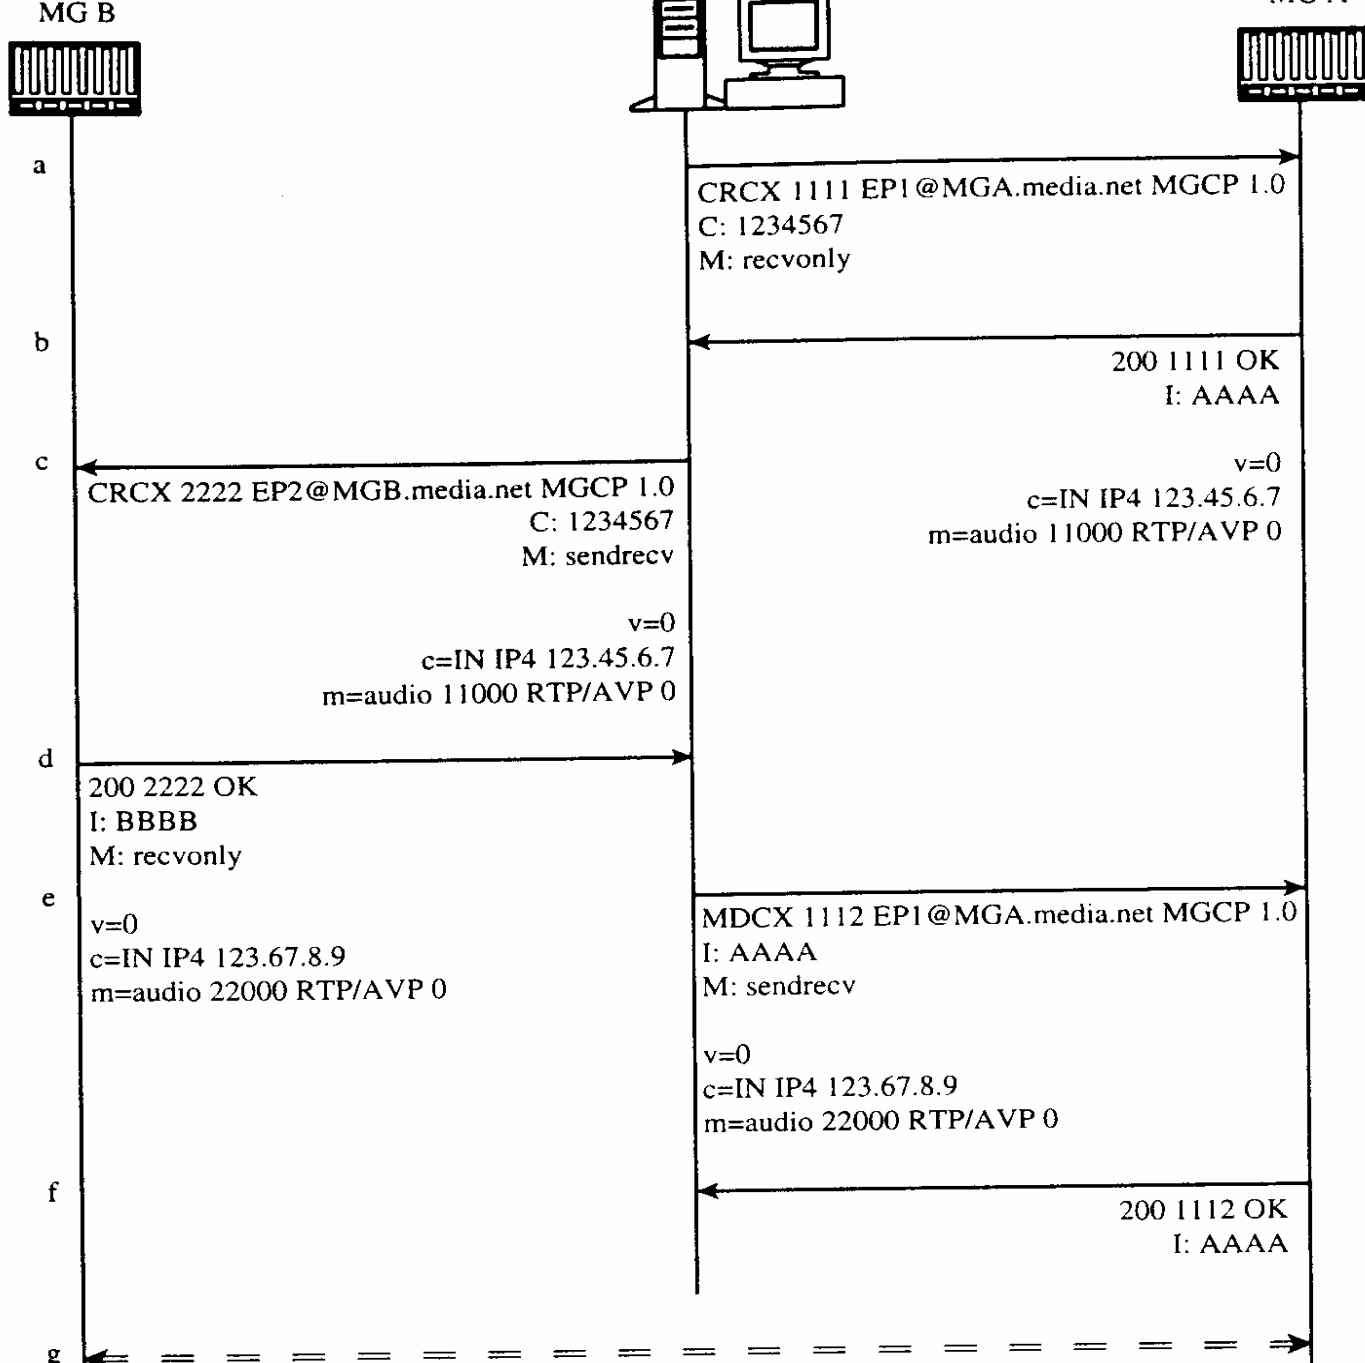 MG B
a
CRCX 1111 EP1@MGA.media.net MGCP 1.0
C: 1234567
M: recvonly
b
200 1111 OK
I: AAAA
v=0
c=IN IP4 123.45.6.7
m=audio 11000 RTP/AVP 0
c
CRCX 2222 EP2@MGB.media.net MGCP 1.0
C: 1234567
M: sendrecv
v=0
c=IN IP4 123.45.6.7
m=audio 11000 RTP/AVP 0
d
200 2222 OK
I: BBBB
M: recvonly
v=0
c=IN IP4 123.67.8.9
m=audio 22000 RTP/AVP 0
e
MDCX 1112 EP1@MGA.media.net MGCP 1.0
I: AAAA
M: sendrecv
v=0
c=IN IP4 123.67.8.9
m=audio 22000 RTP/AVP 0
f
200 1112 OK
I: AAAA
g